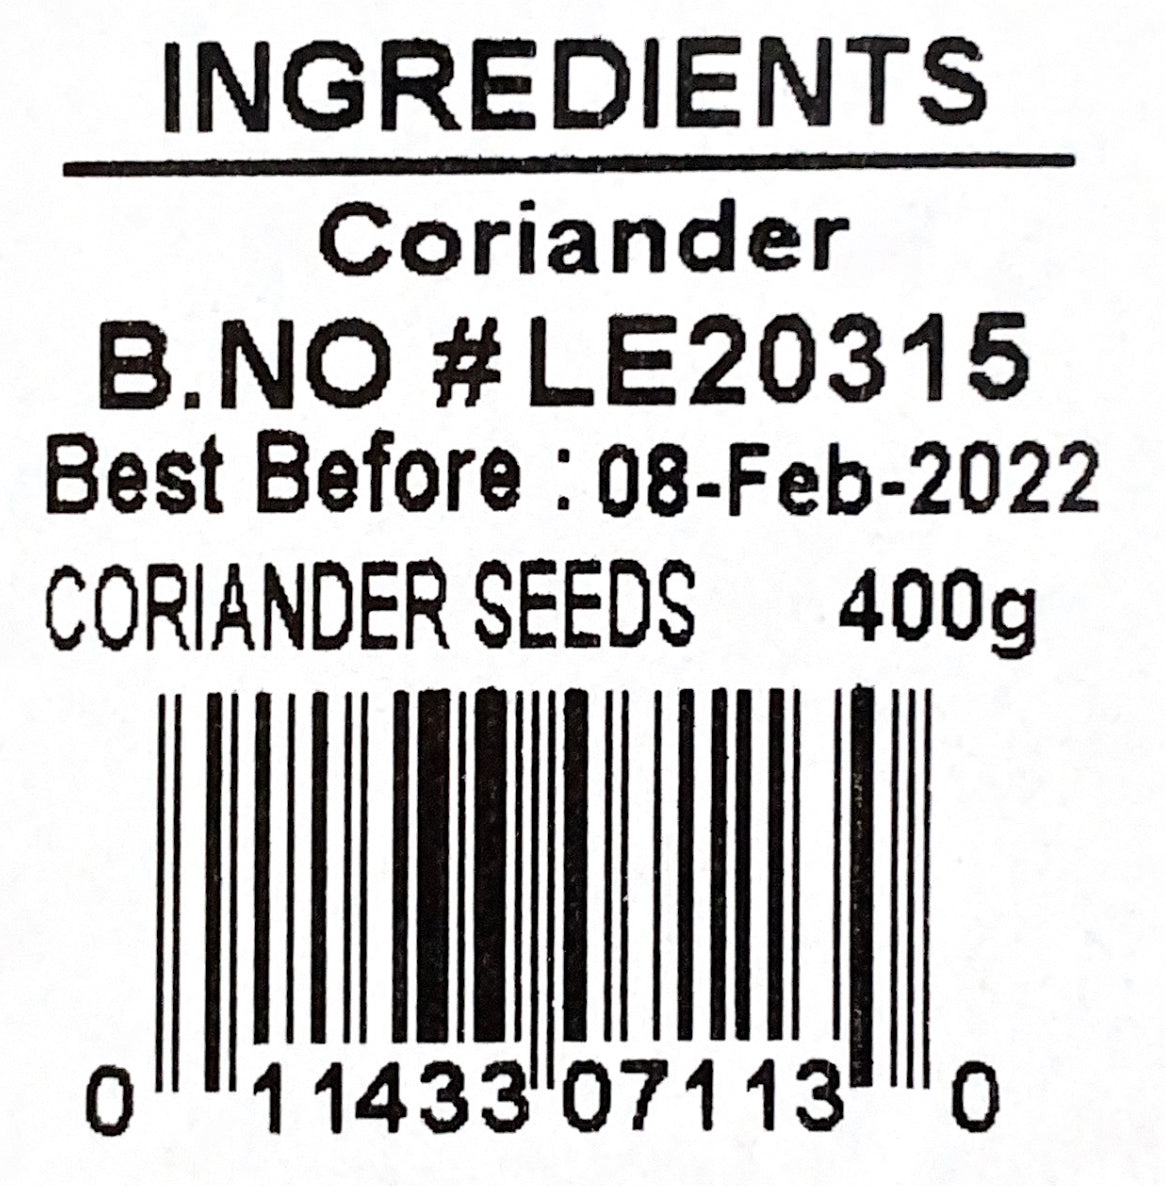 INGREDIENTS
Coriander
B.NO #LE20315
Best Before : 08-Feb-2022
CORIANDER SEEDS 400g
0 11433 07113 0